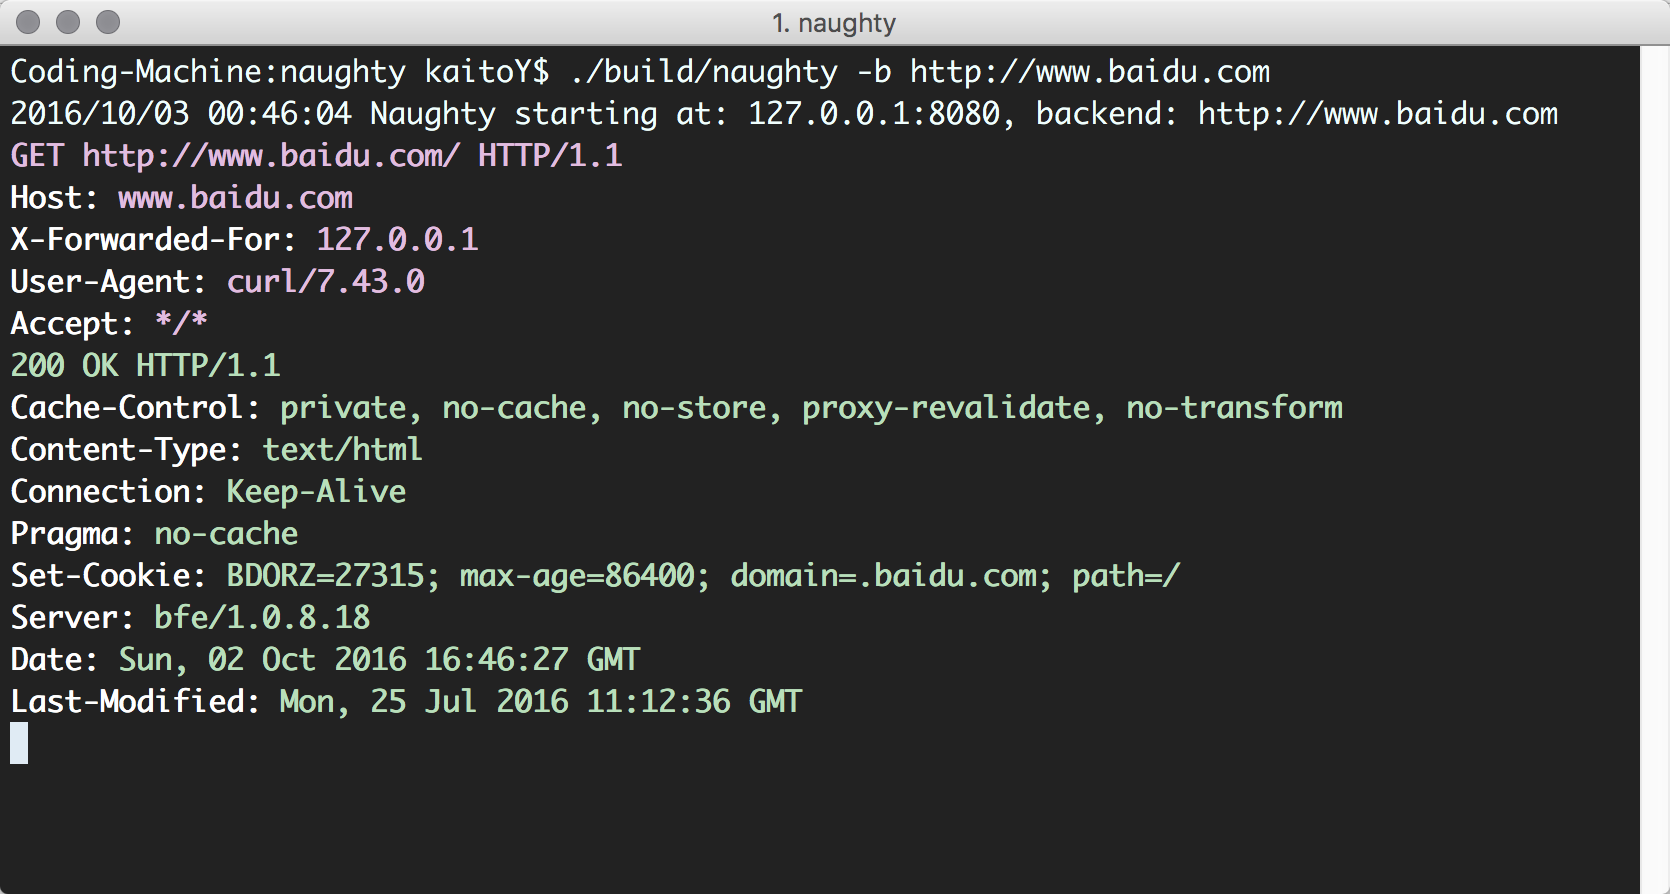 1. naughty
Coding-Machine:naughty kaitoY$ ./build/naughty -b http://www.baidu.com
2016/10/03 00:46:04 Naughty starting at: 127.0.0.1:8080, backend: http://www.baidu.com
GET http://www.baidu.com/ HTTP/1.1
Host: www.baidu.com
X-Forwarded-For: 127.0.0.1
User-Agent: curl/7.43.0
Accept: */*
200 OK HTTP/1.1
Cache-Control: private, no-cache, no-store, proxy-revalidate, no-transform
Content-Type: text/html
Connection: Keep-Alive
Pragma: no-cache
Set-Cookie: BDORZ=27315; max-age=86400; domain=.baidu.com; path=/
Server: bfe/1.0.8.18
Date: Sun, 02 Oct 2016 16:46:27 GMT
Last-Modified: Mon, 25 Jul 2016 11:12:36 GMT